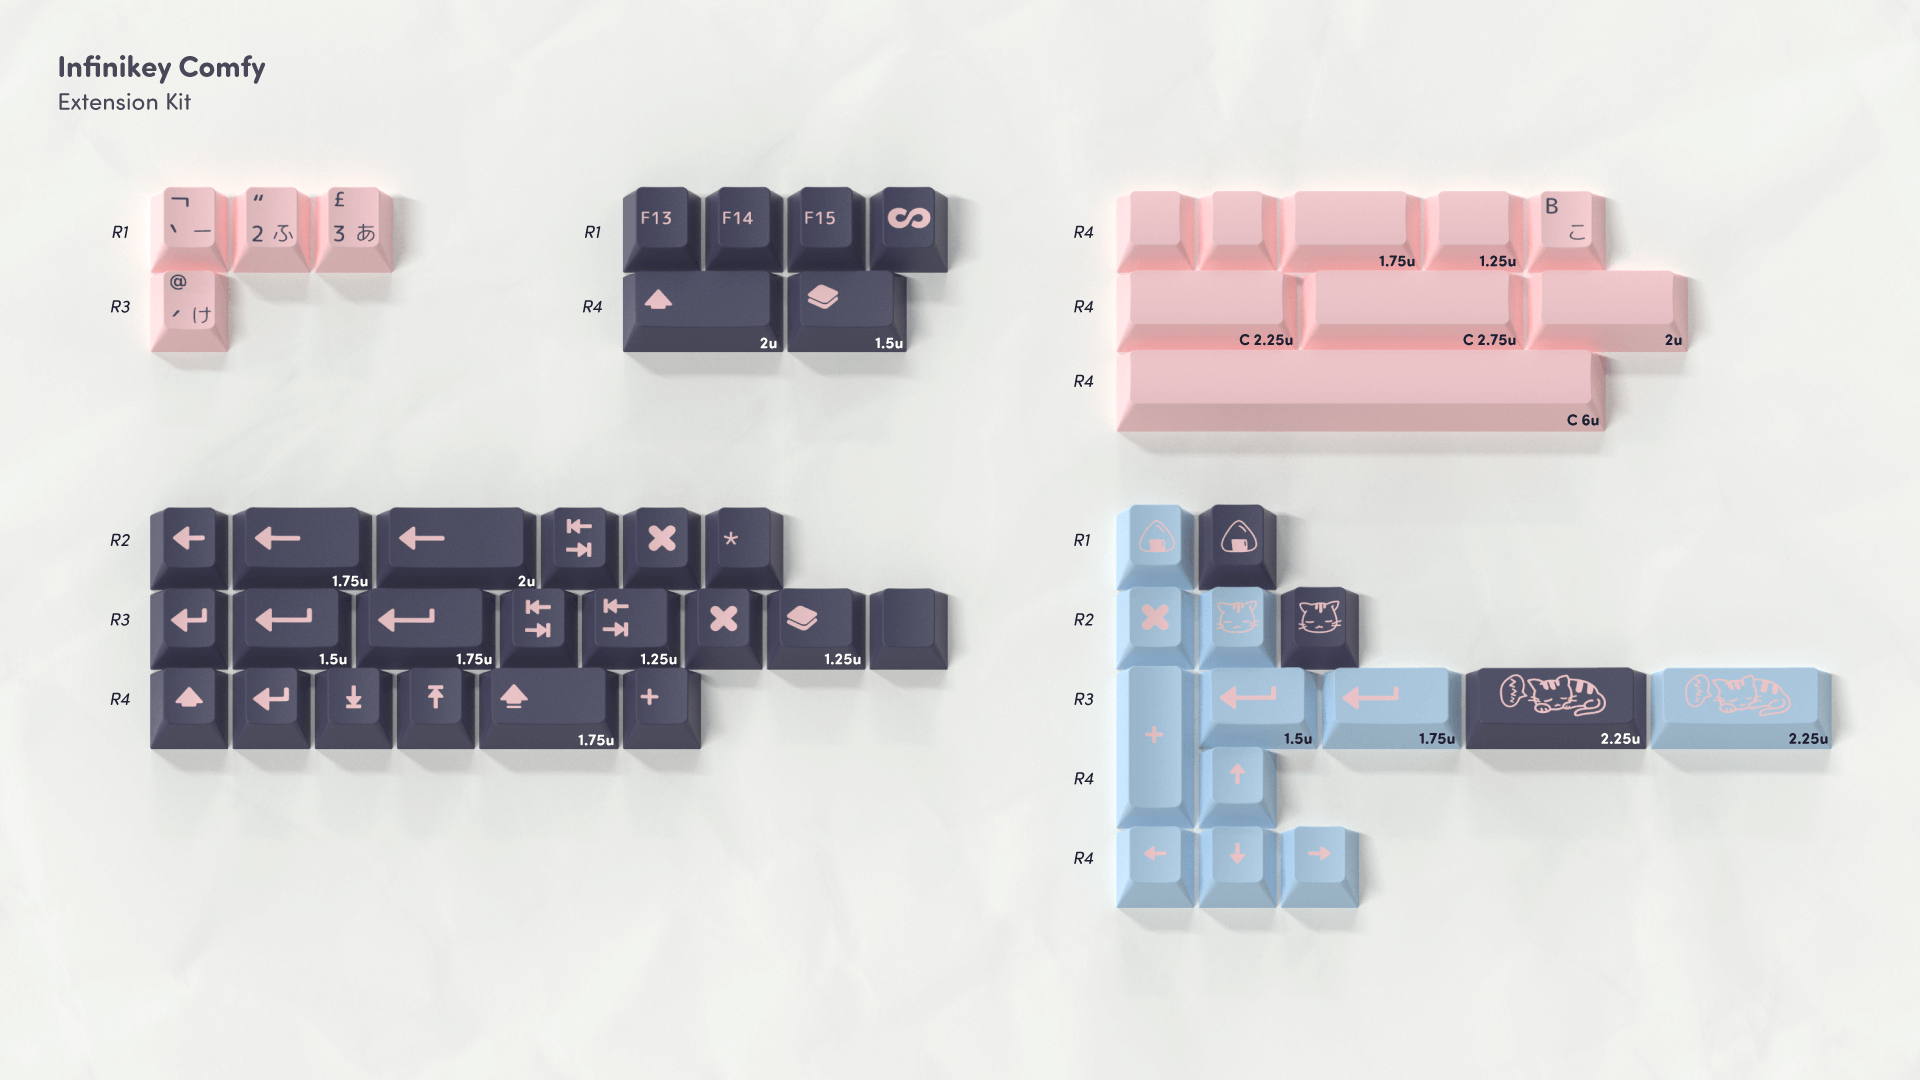 Infinikey Comfy
Extension Kit
R1
¬
` ー
“
2 ふ
£
3 あ
R3
@
' け
R1
F13
F14
F15
R4
2u
1.5u
R4
1.75u
1.25u
B
こ
R4
C 2.25u
C 2.75u
2u
R4
C 6u
R2
1.75u
2u
*
R3
1.5u
1.75u
1.25u
1.25u
R4
1.75u
+
R1
R2
R3
+
1.5u
1.75u
2.25u
2.25u
R4
R4